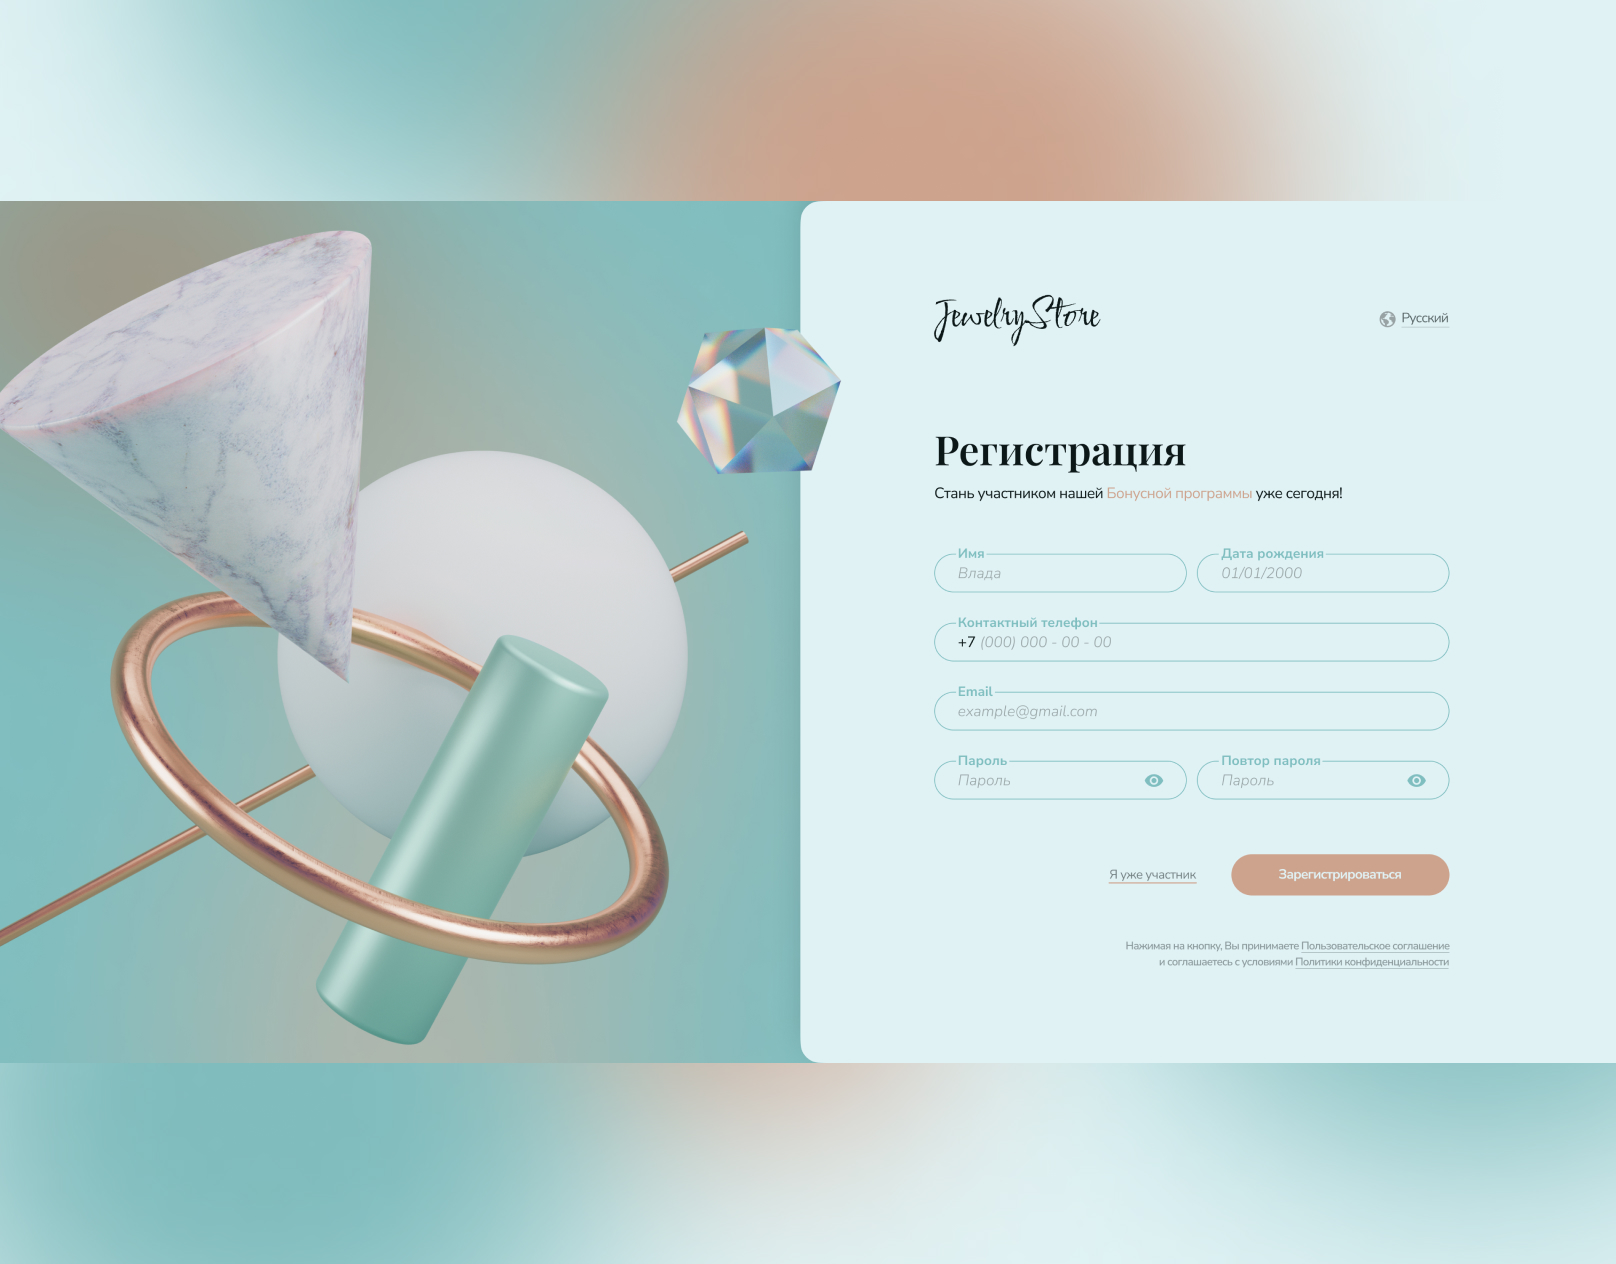 JewelryStore
Русский
Регистрация
Стань участником нашей Бонусной программы уже сегодня!
Имя
Влада
Дата рождения
01/01/2000
Контактный телефон
+7 (000) 000 - 00 - 00
Email
example@gmail.com
Пароль
Пароль
Повтор пароля
Пароль
Я уже участник
Зарегистрироваться
Нажимая на кнопку, Вы принимаете Пользовательское соглашение
и соглашаетесь с условиями Политики конфиденциальности